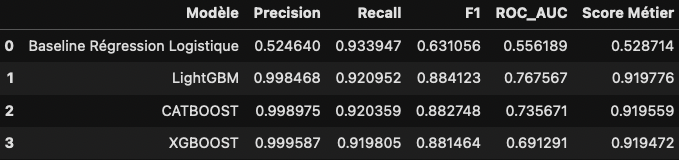 Modèle Precision Recall F1 ROC_AUC Score Métier
0 Baseline Régression Logistique 0.524640 0.933947 0.631056 0.556189 0.528714
1 LightGBM 0.998468 0.920952 0.884123 0.767567 0.919776
2 CATBOOST 0.998975 0.920359 0.882748 0.735671 0.919559
3 XGBOOST 0.999587 0.919805 0.881464 0.691291 0.919472